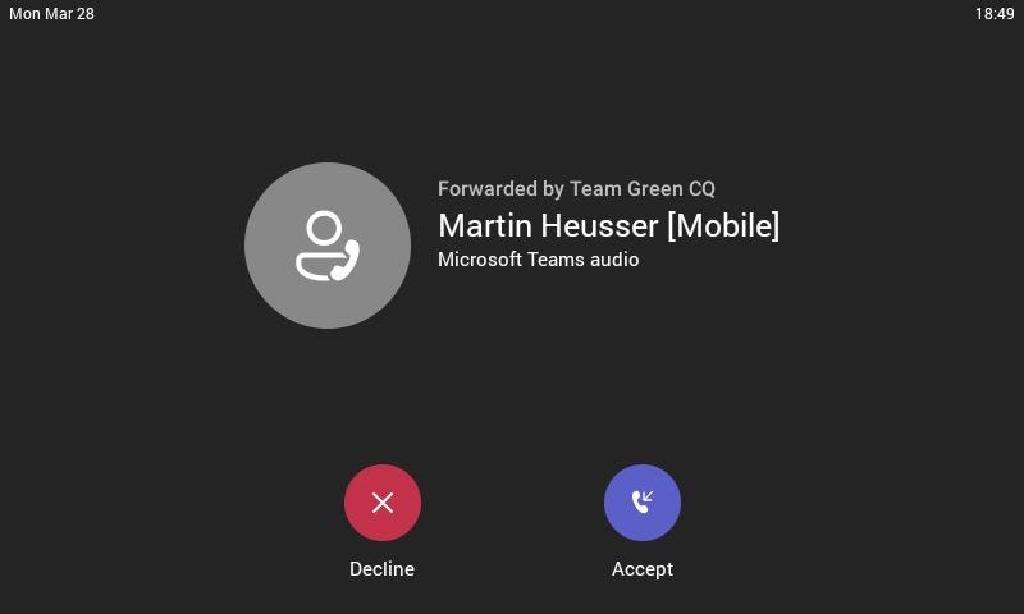 Mon Mar 28
18:49
Forwarded by Team Green CQ
Martin Heusser [Mobile]
Microsoft Teams audio
Decline
Accept